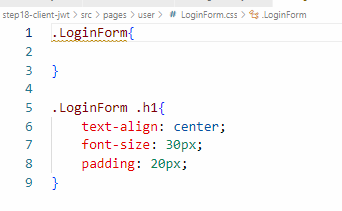 step18-client-jwt > src > pages > user > # LoginForm.css > .LoginForm
1 .LoginForm{
2
3 }
4
5 .LoginForm .h1{
6 text-align: center;
7 font-size: 30px;
8 padding: 20px;
9 }